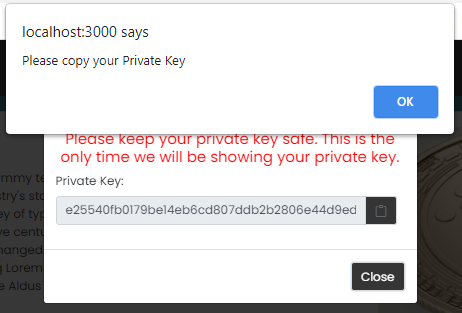 localhost:3000 says
Please copy your Private Key
OK
Please keep your private key safe. This is the
only time we will be showing your private key.
Private Key:
e25540fb0179be14eb6cd807ddb2b2806e44d9ed
Close
mmy te
stry's sta
ey of typ
ve centu
hanged
g Lorem
e Aldus